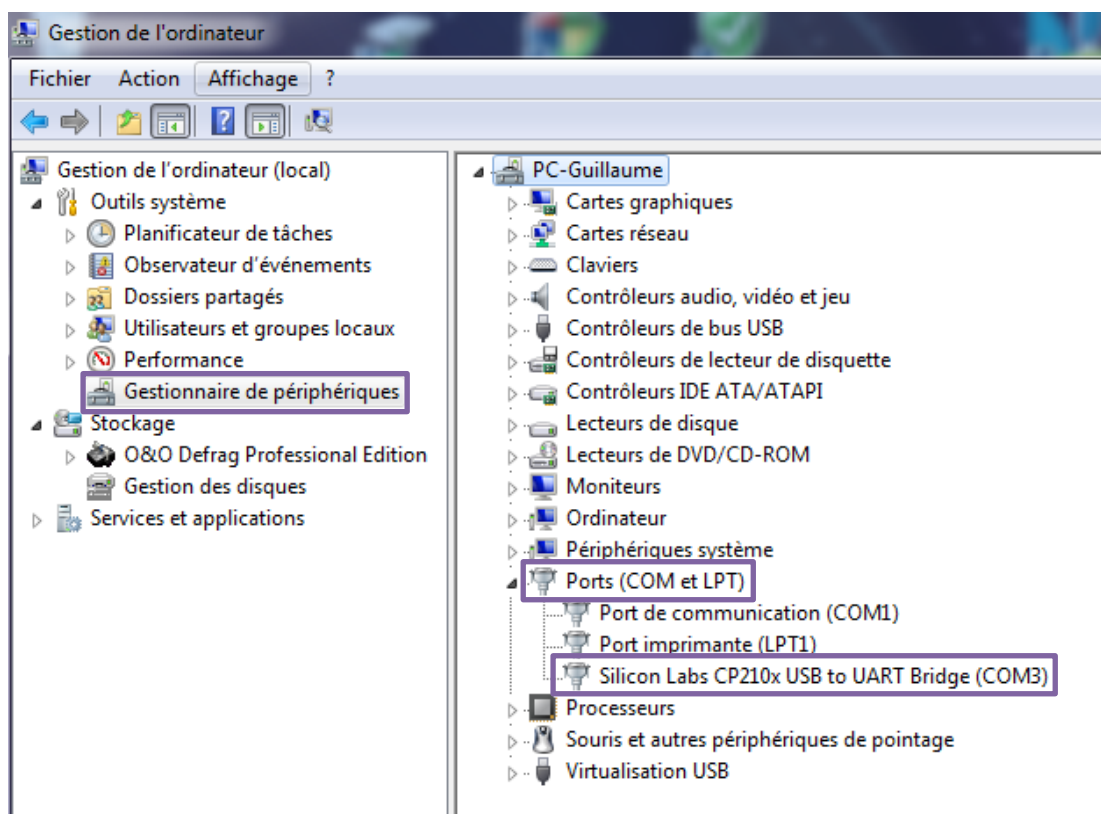 Gestion de l'ordinateur
Fichier Action Affichage ?
Gestion de l'ordinateur (local)
Outils système
Planificateur de tâches
Observateur d'événements
Dossiers partagés
Utilisateurs et groupes locaux
Performance
Gestionnaire de périphériques
Stockage
O&O Defrag Professional Edition
Gestion des disques
Services et applications
PC-Guillaume
Cartes graphiques
Cartes réseau
Claviers
Contrôleurs audio, vidéo et jeu
Contrôleurs de bus USB
Contrôleurs de lecteur de disquette
Contrôleurs IDE ATA/ATAPI
Lecteurs de disque
Lecteurs de DVD/CD-ROM
Moniteurs
Ordinateur
Périphériques système
Ports (COM et LPT)
Port de communication (COM1)
Port imprimante (LPT1)
Silicon Labs CP210x USB to UART Bridge (COM3)
Processeurs
Souris et autres périphériques de pointage
Virtualisation USB